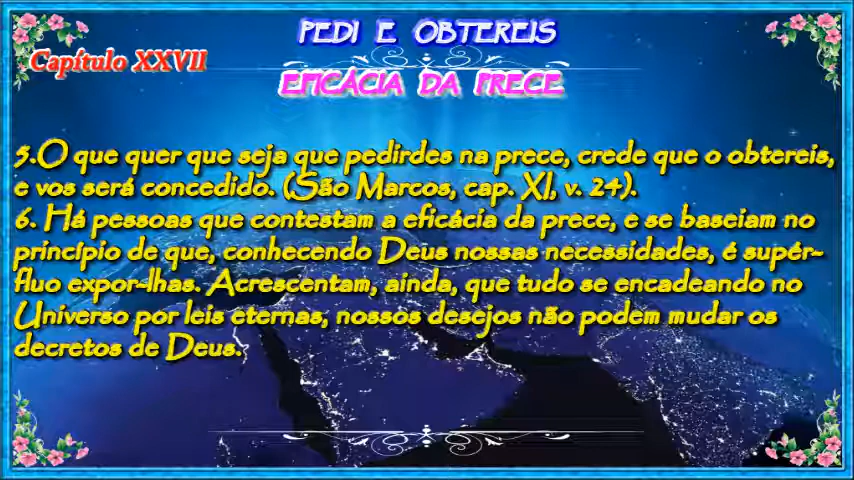 PEDI E OBTEREIS
Capítulo XXVII
EFICÁCIA DA PRECE
5.O que quer que seja que pedirdes na prece, crede que o obtereis,
e vos será concedido. (São Marcos, cap. XI, v. 24).
6. Há pessoas que contestam a eficácia da prece, e se baseiam no
princípio de que, conhecendo Deus nossas necessidades, é supér-
fluo expor-lhas. Acrescentam, ainda, que tudo se encadeando no
Universo por leis eternas, nossos desejos não podem mudar os
decretos de Deus.